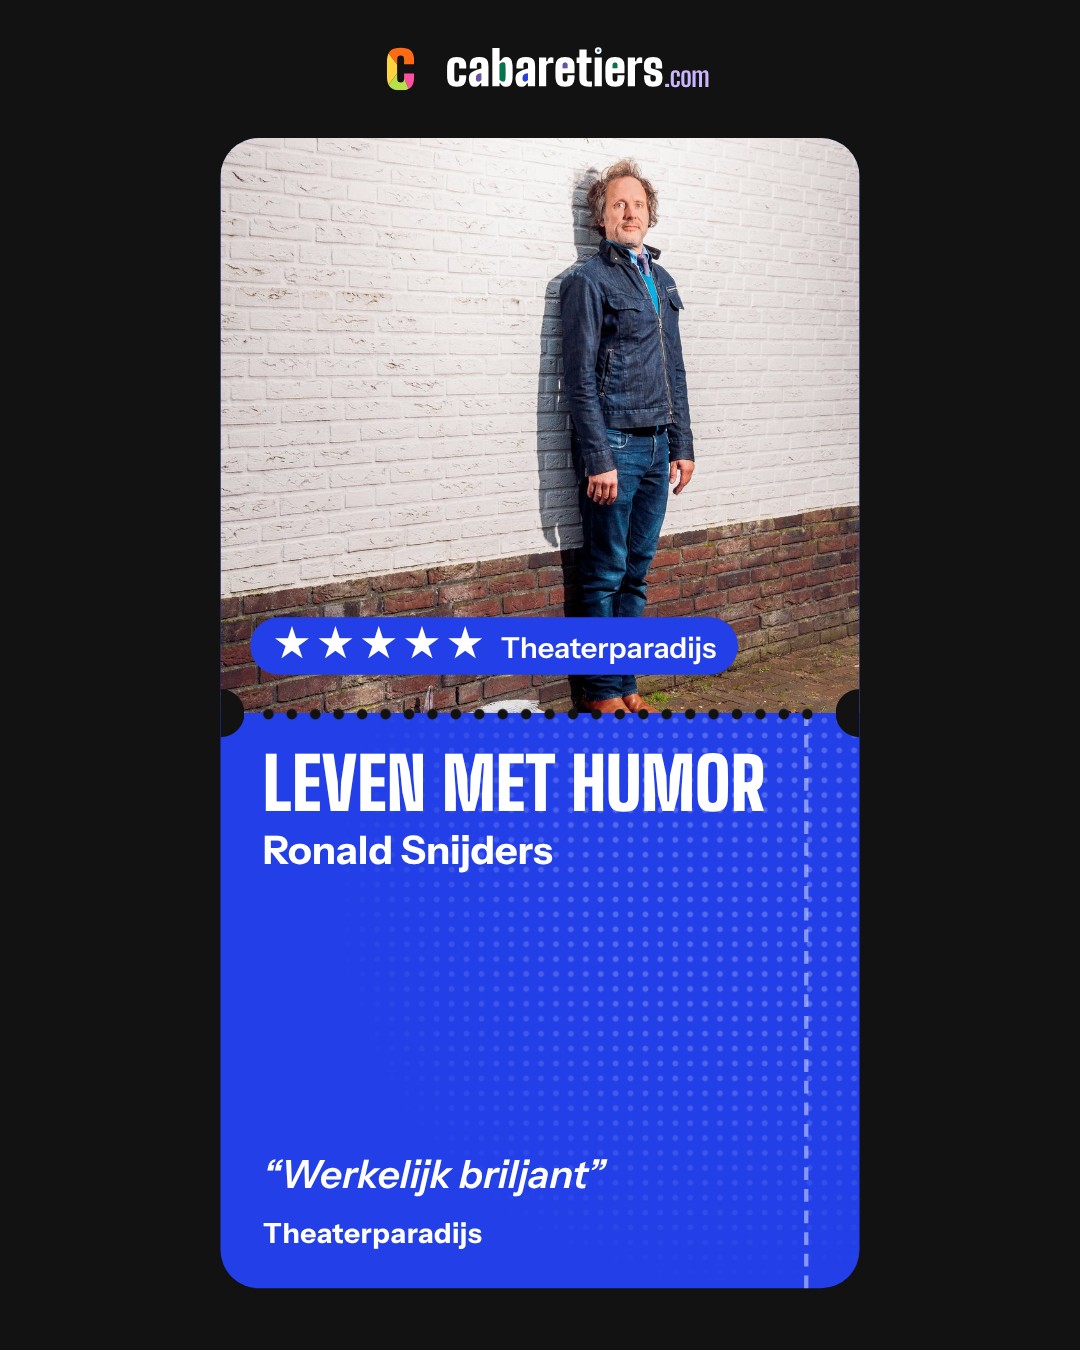 cabaretiers.com
★★★★★ Theaterparadijs
LEVEN MET HUMOR
Ronald Snijders
“Werkelijk briljant”
Theaterparadijs